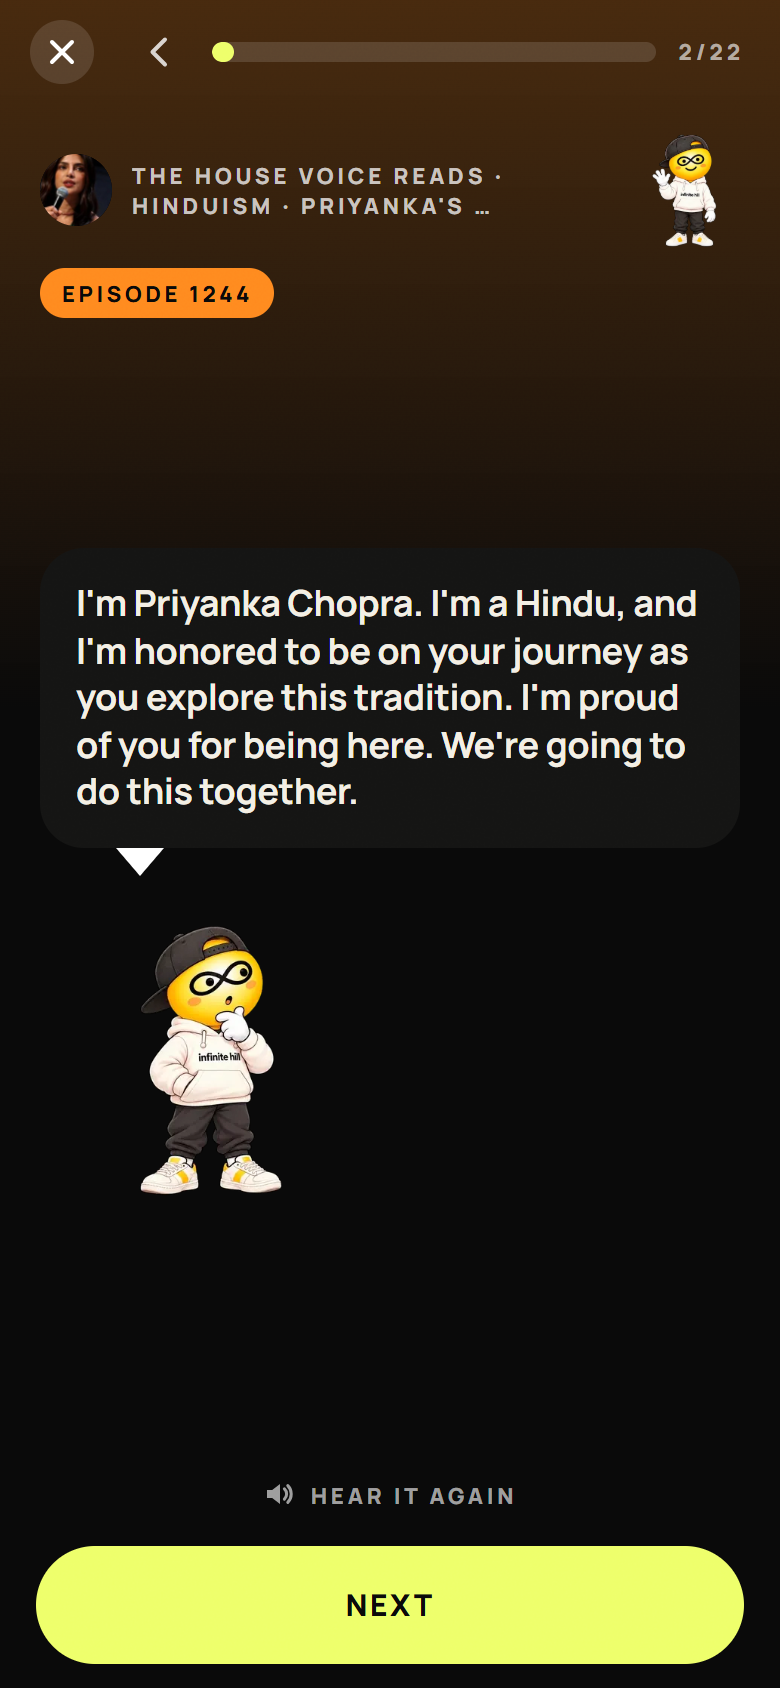 2/22
THE HOUSE VOICE READS ·
HINDUISM · PRIYANKA'S …
infinite hill
EPISODE 1244
I'm Priyanka Chopra. I'm a Hindu, and
I'm honored to be on your journey as
you explore this tradition. I'm proud
of you for being here. We're going to
do this together.
infinite hill
HEAR IT AGAIN
NEXT